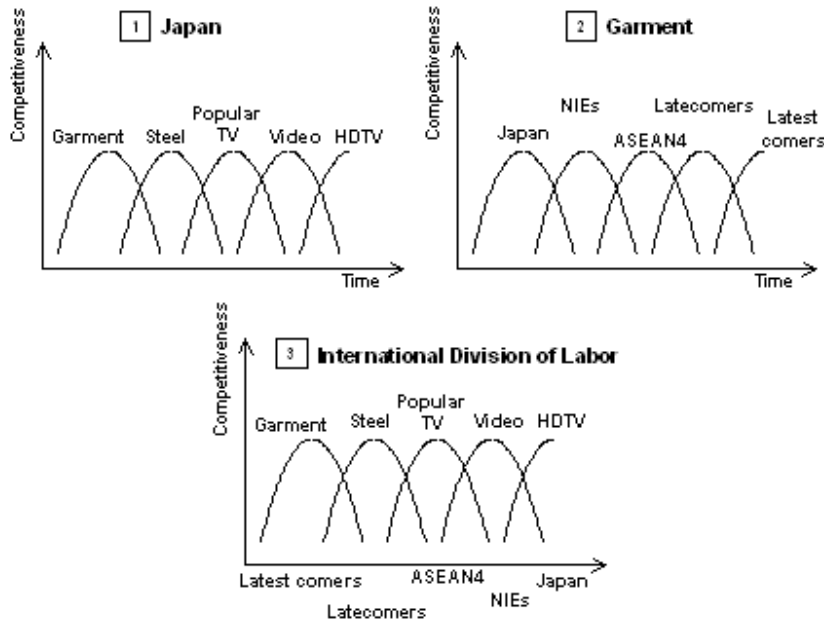 1 Japan
Competitiveness
Garment
Steel
Popular
TV
Video
HDTV
Time
2 Garment
Competitiveness
Japan
NIEs
ASEAN4
Latecomers
Latest
comers
Time
3 International Division of Labor
Competitiveness
Garment
Steel
Popular
TV
Video
HDTV
Latest comers
Latecomers
ASEAN4
NIEs
Japan